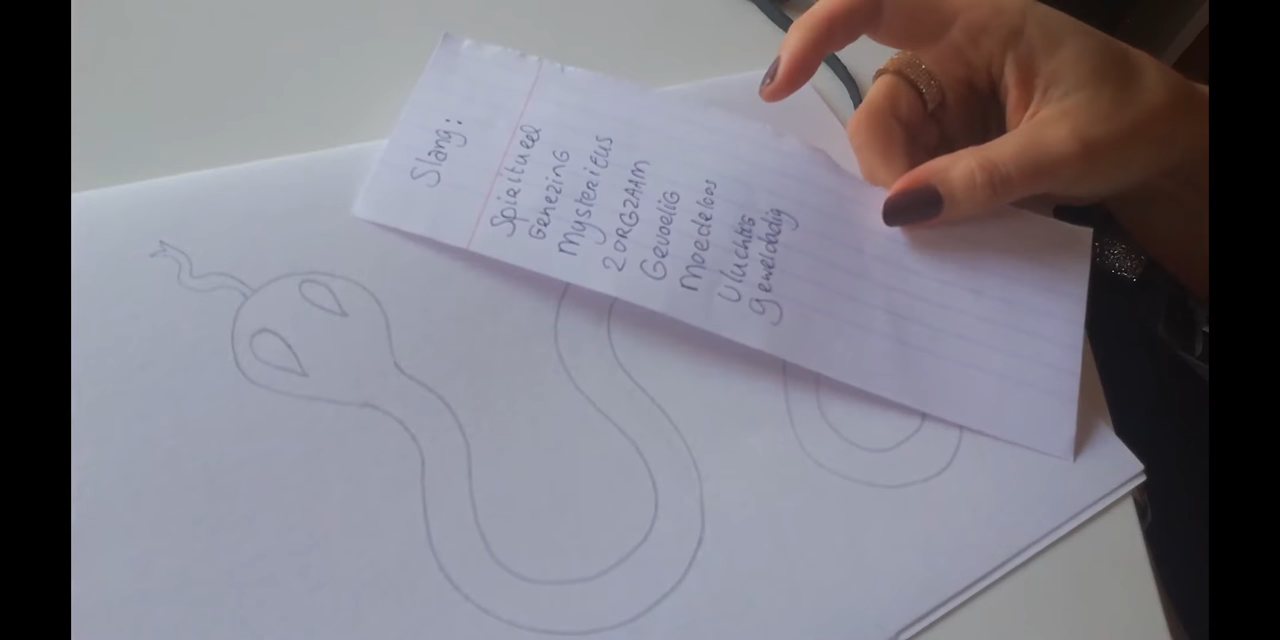 Slang:
Spiritueel
GENEZING
Mysterieus
ZORGZAAM
GevoeliG
Moedeloos
Vluchtig
gewelddadig